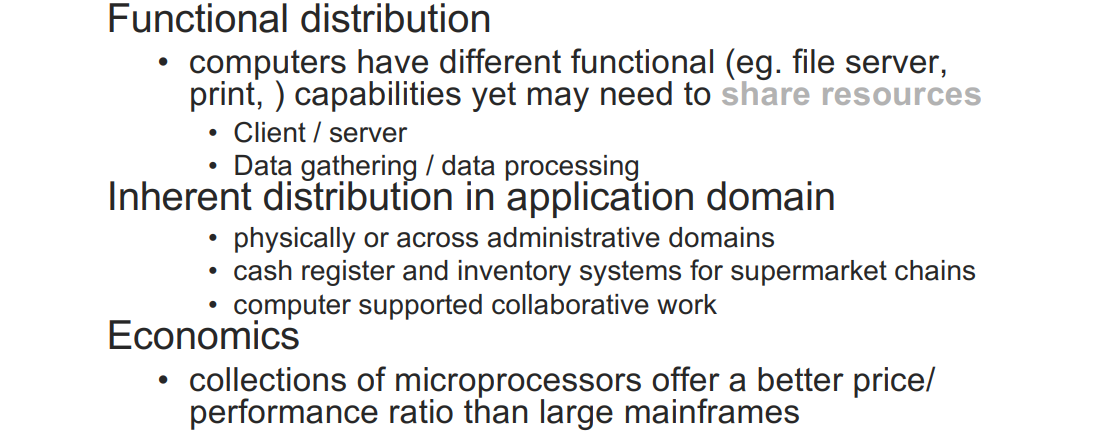 Functional distribution
• computers have different functional (eg. file server,
print, ) capabilities yet may need to share resources
• Client / server
• Data gathering / data processing
Inherent distribution in application domain
• physically or across administrative domains
• cash register and inventory systems for supermarket chains
• computer supported collaborative work
Economics
• collections of microprocessors offer a better price/
performance ratio than large mainframes